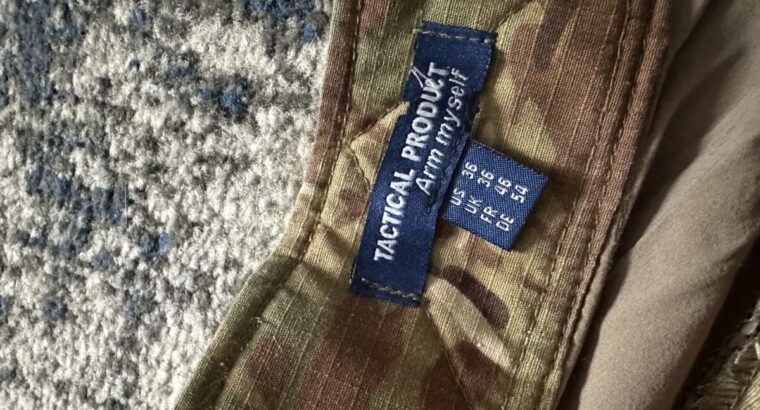 TACTICAL PRODUCT
Arm myself
US 36
UK 36
FR 46
DE 54